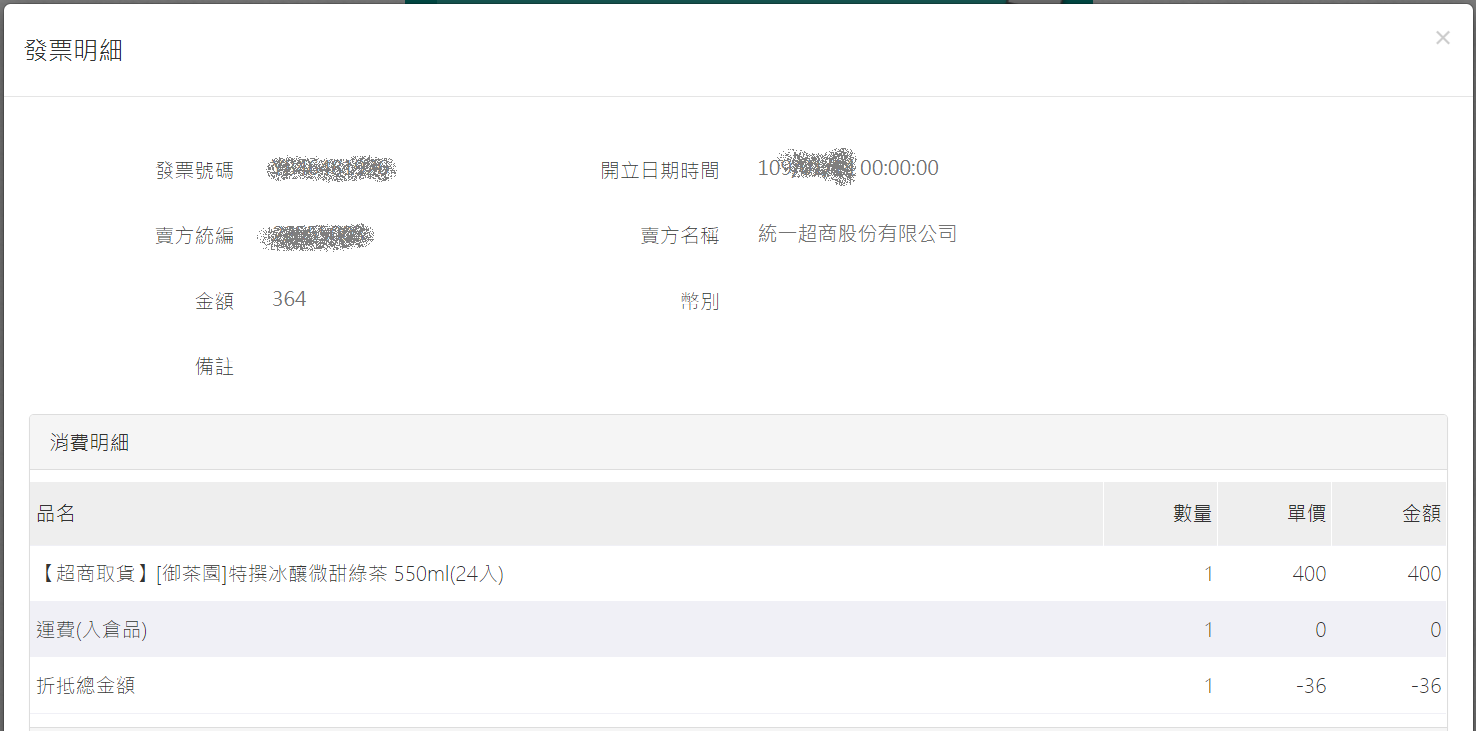 發票明細 ×
發票號碼 開立日期時間 109 00:00:00
賣方統編 賣方名稱 統一超商股份有限公司
金額 364 幣別
備註
消費明細
品名 數量 單價 金額
【超商取貨】[御茶園]特撰冰釀微甜綠茶 550ml(24入) 1 400 400
運費(入倉品) 1 0 0
折抵總金額 1 -36 -36